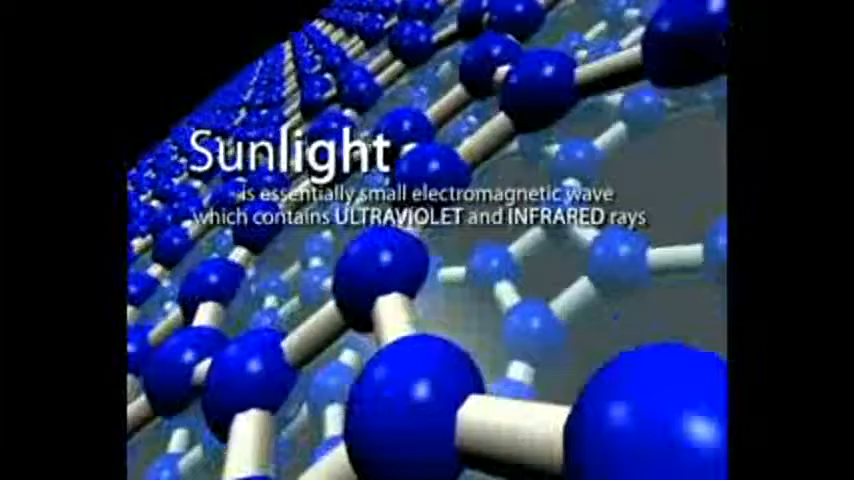 Sunlight
is essentially small electromagnetic wave
which contains ULTRAVIOLET and INFRARED rays